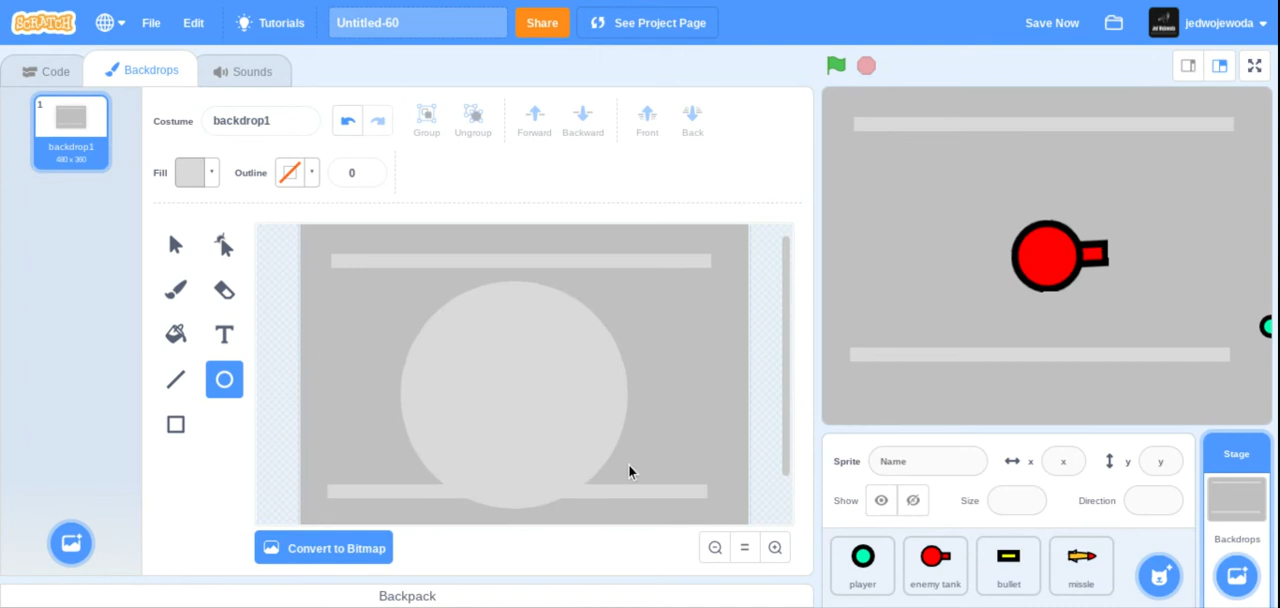 SCRATCH File Edit Tutorials Untitled-60 Share See Project Page Save Now jedwojewoda
Code Backdrops Sounds
1
backdrop1
480 x 360
Costume backdrop1 Group Ungroup Forward Backward Front Back
Fill Outline 0
T
Convert to Bitmap
Backpack
Sprite Name x x y y
Show Size Direction
player enemy tank bullet missle
Stage
Backdrops